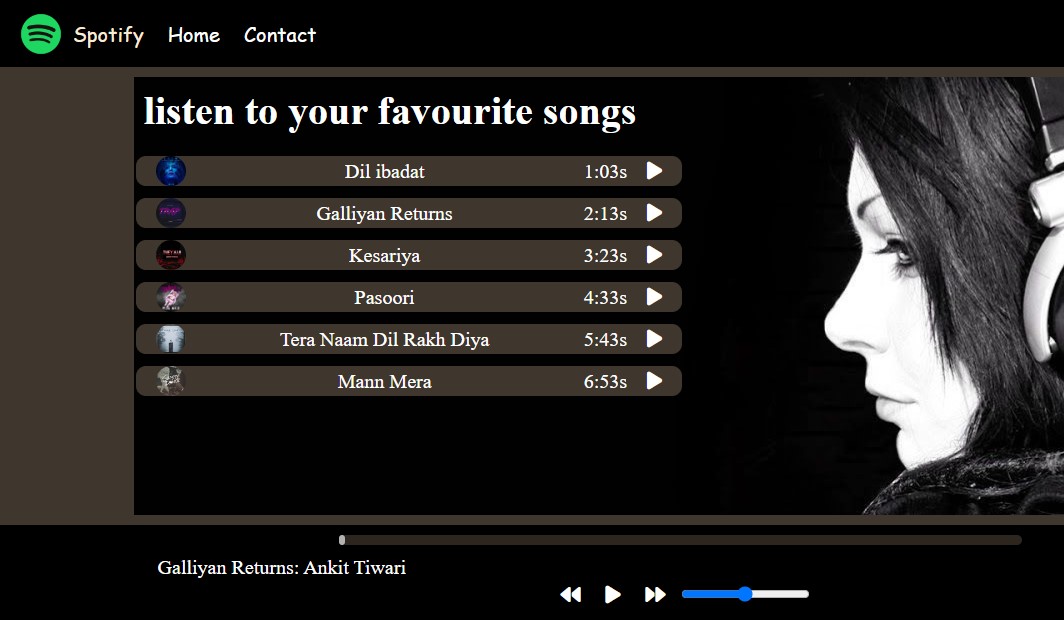 Spotify Home Contact
listen to your favourite songs
Dil ibadat 1:03s
Galliyan Returns 2:13s
Kesariya 3:23s
Pasoori 4:33s
Tera Naam Dil Rakh Diya 5:43s
Mann Mera 6:53s
Galliyan Returns: Ankit Tiwari